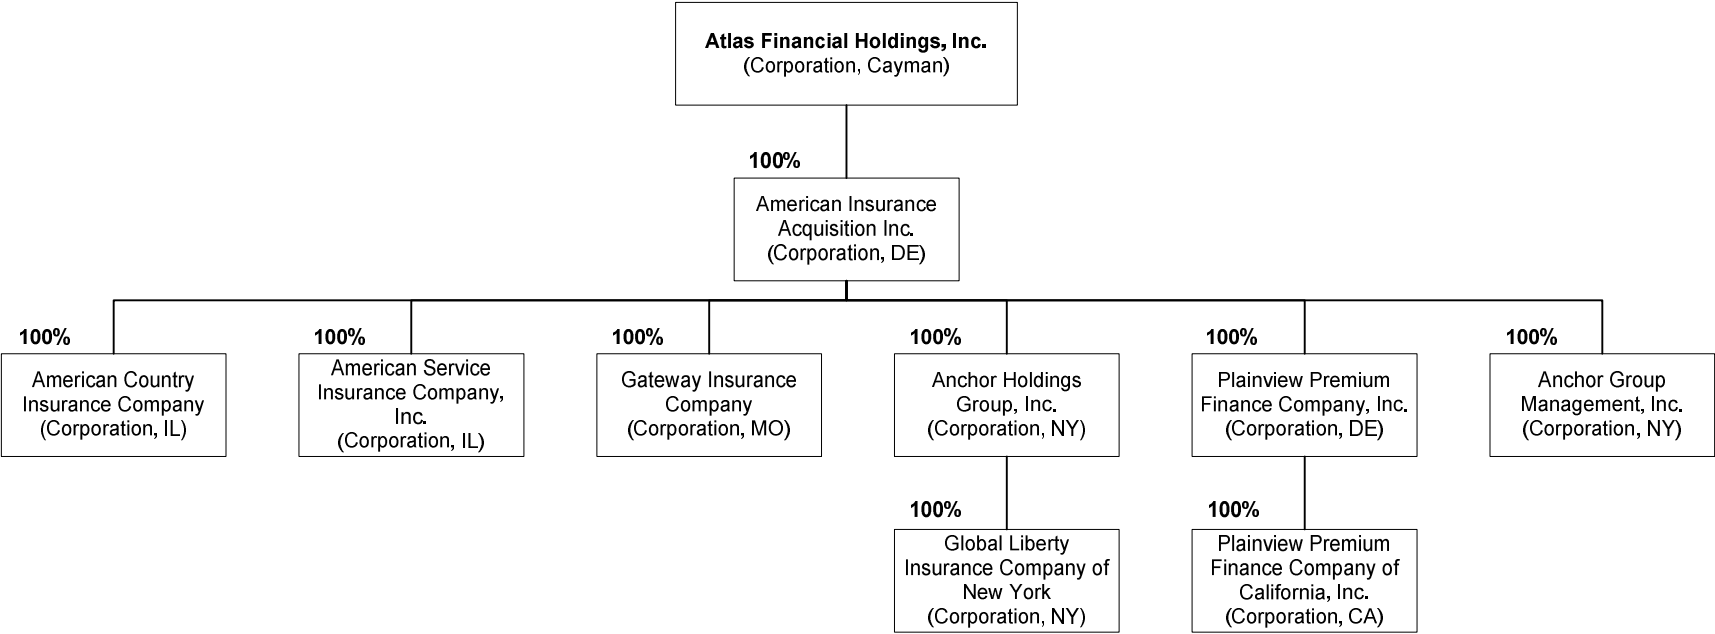 Atlas Financial Holdings, Inc.
(Corporation, Cayman)
100%
American Insurance
Acquisition Inc.
(Corporation, DE)
100%
American Country
Insurance Company
(Corporation, IL)
100%
American Service
Insurance Company,
Inc.
(Corporation, IL)
100%
Gateway Insurance
Company
(Corporation, MO)
100%
Anchor Holdings
Group, Inc.
(Corporation, NY)
100%
Plainview Premium
Finance Company, Inc.
(Corporation, DE)
100%
Anchor Group
Management, Inc.
(Corporation, NY)
100%
Global Liberty
Insurance Company of
New York
(Corporation, NY)
100%
Plainview Premium
Finance Company of
California, Inc.
(Corporation, CA)